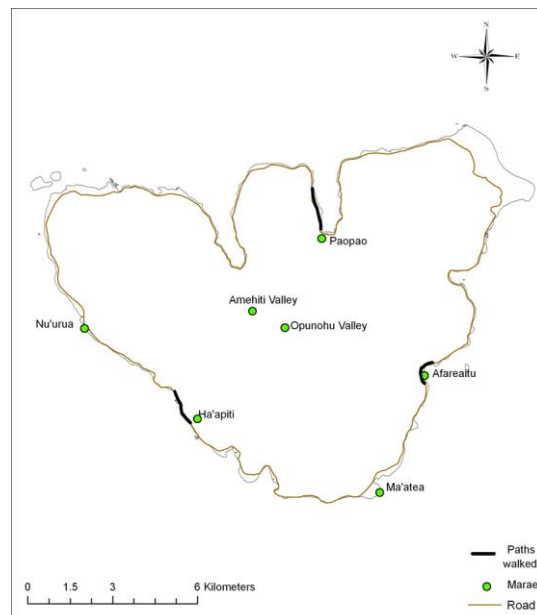 N
W E
S
Paopao
Amehiti Valley
Opunohu Valley
Nu'urua
Afareaitu
Ha'apiti
Ma'atea
Paths
walked
Marae
Road
0 1.5 3 6 Kilometers